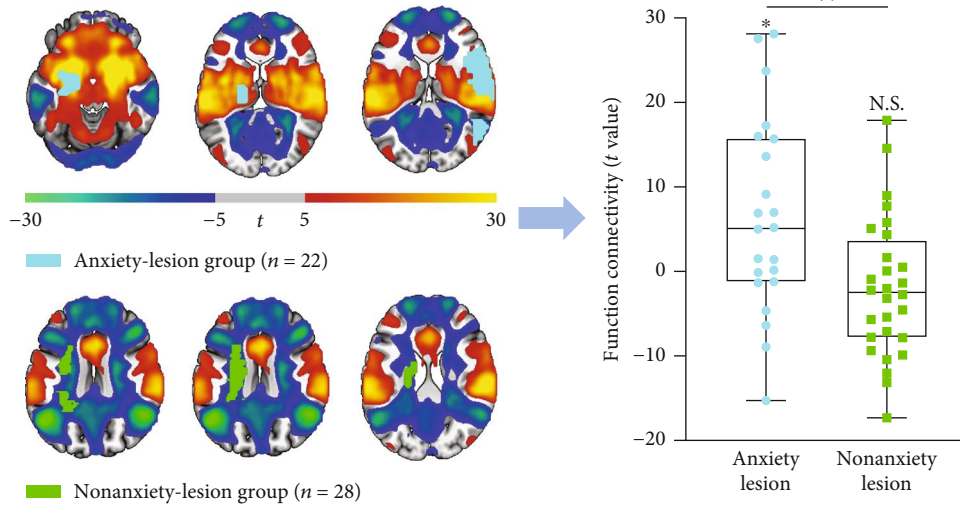 −30
−5
t
5
30
Anxiety-lesion group (n = 22)
Nonanxiety-lesion group (n = 28)
Function connectivity (t value)
30
20
10
0
−10
−20
*
N.S.
Anxiety
lesion
Nonanxiety
lesion